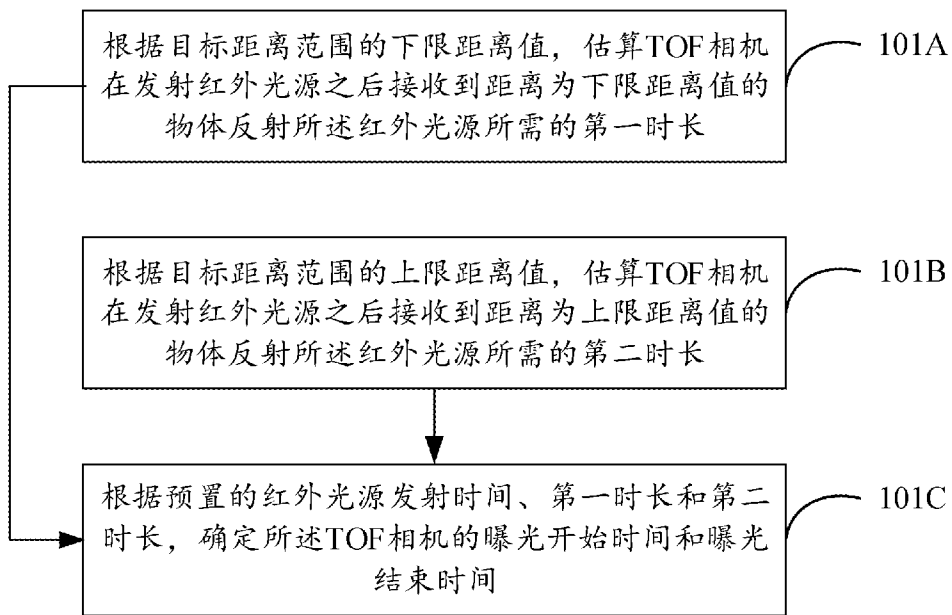 根据目标距离范围的下限距离值，估算TOF相机
在发射红外光源之后接收到距离为下限距离值的
物体反射所述红外光源所需的第一时长
101A
根据目标距离范围的上限距离值，估算TOF相机
在发射红外光源之后接收到距离为上限距离值的
物体反射所述红外光源所需的第二时长
101B
根据预置的红外光源发射时间、第一时长和第二
时长，确定所述TOF相机的曝光开始时间和曝光
结束时间
101C